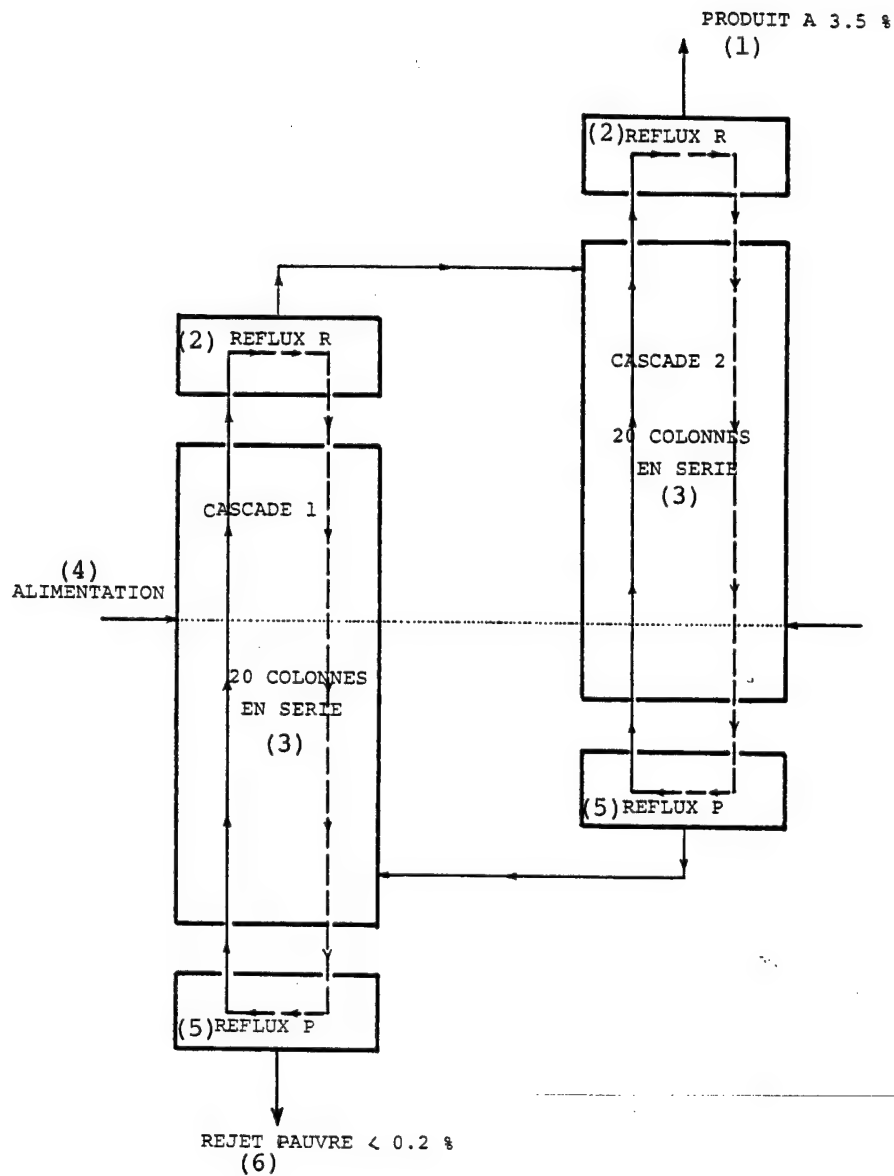 PRODUIT A 3.5 %
(1)
(2) REFLUX R
(2) REFLUX R
CASCADE 2
20 COLONNES
EN SERIE
(3)
CASCADE 1
(4)
ALIMENTATION
20 COLONNES
EN SERIE
(3)
(5) REFLUX P
(5) REFLUX P
REJET PAUVRE < 0.2 %
(6)